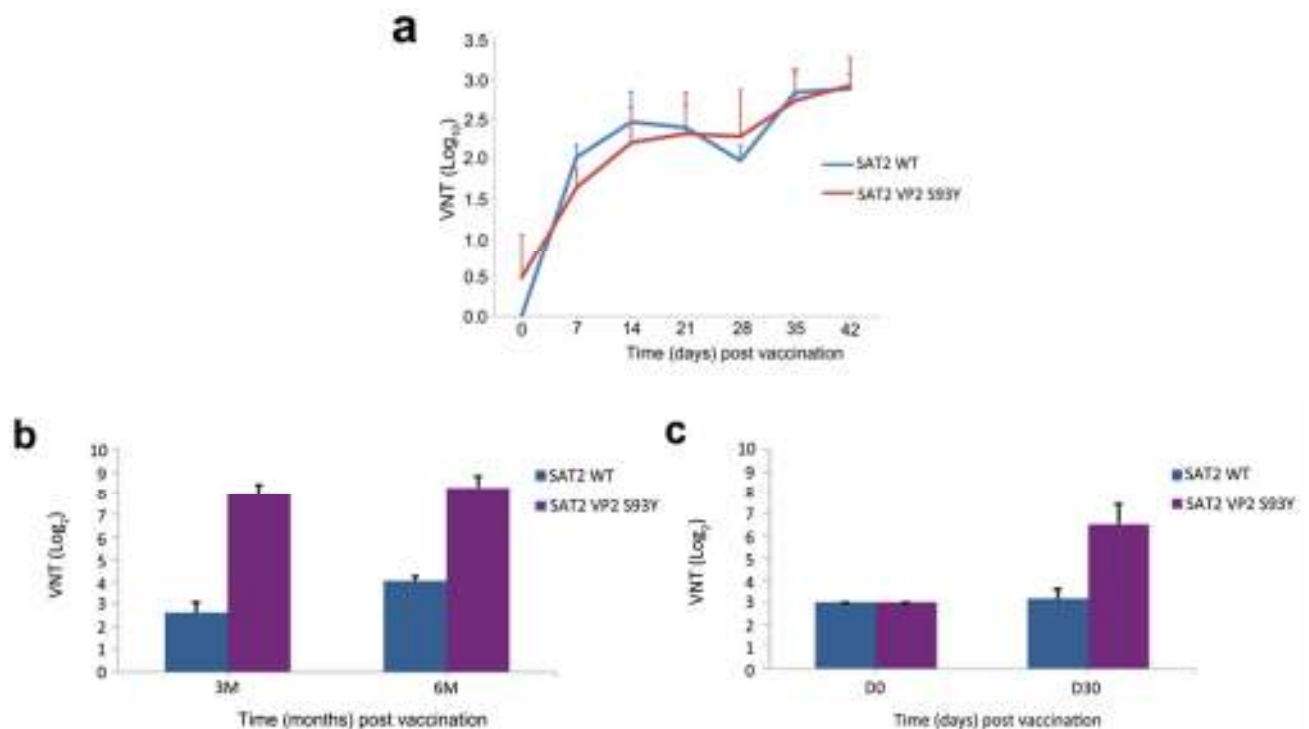 a
3.5
3.0
2.5
2.0
1.5
1.0
0.5
0.0
VNT (Log₁₀)
0 7 14 21 28 35 42
Time (days) post vaccination
SAT2 WT
SAT2 VP2 S93Y
b
10
9
8
7
6
5
4
3
2
1
0
VNT (Log₂)
3M 6M
Time (months) post vaccination
SAT2 WT
SAT2 VP2 S93Y
c
10
9
8
7
6
5
4
3
2
1
0
VNT (Log₂)
D0 D30
Time (days) post vaccination
SAT2 WT
SAT2 VP2 S93Y